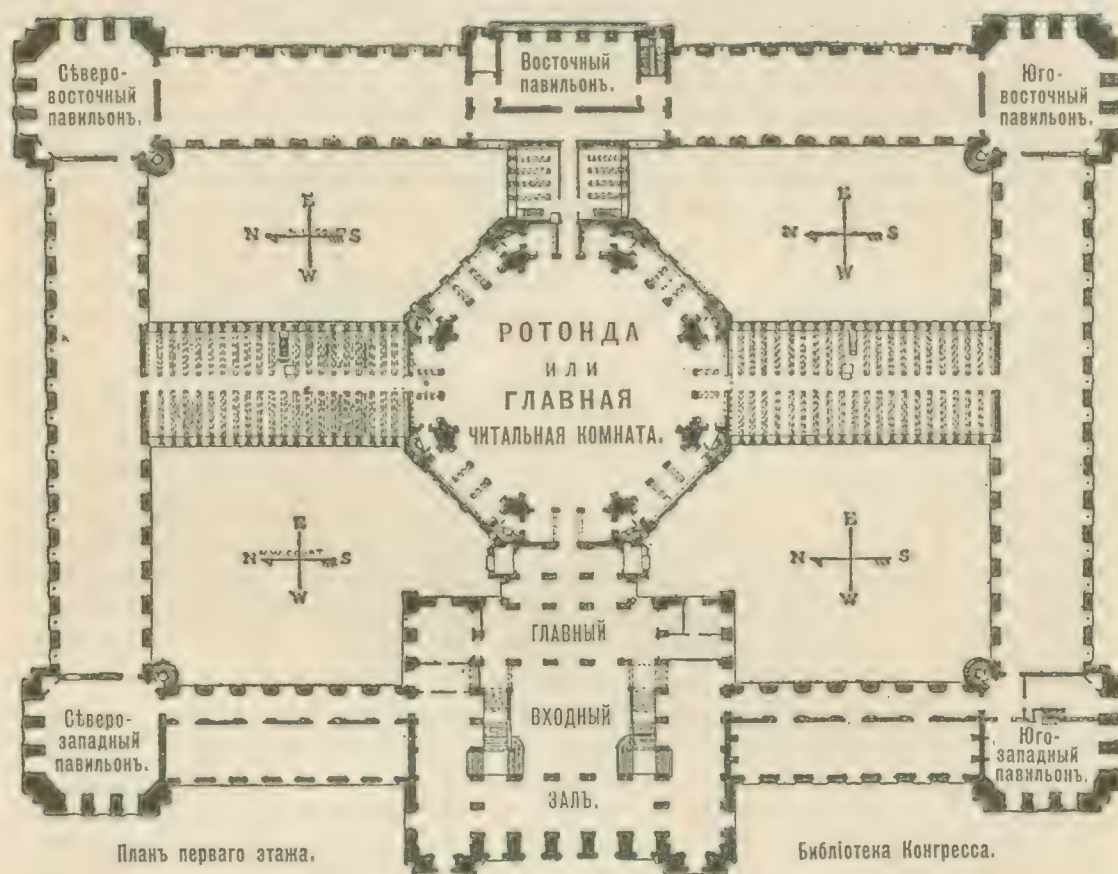 Сѣверо-
восточный
павильонъ.
Восточный
павильонъ.
Юго-
восточный
павильонъ.
E
N S
W
E
N S
W
РОТОНДА
ИЛИ
ГЛАВНАЯ
ЧИТАЛЬНАЯ КОМНАТА.
E
N S
W
E
N S
W
ГЛАВНЫЙ
ВХОДНЫЙ
ЗАЛЪ.
Сѣверо-
западный
павильонъ.
Юго-
западный
павильонъ.
Планъ перваго этажа.
Библіотека Конгресса.